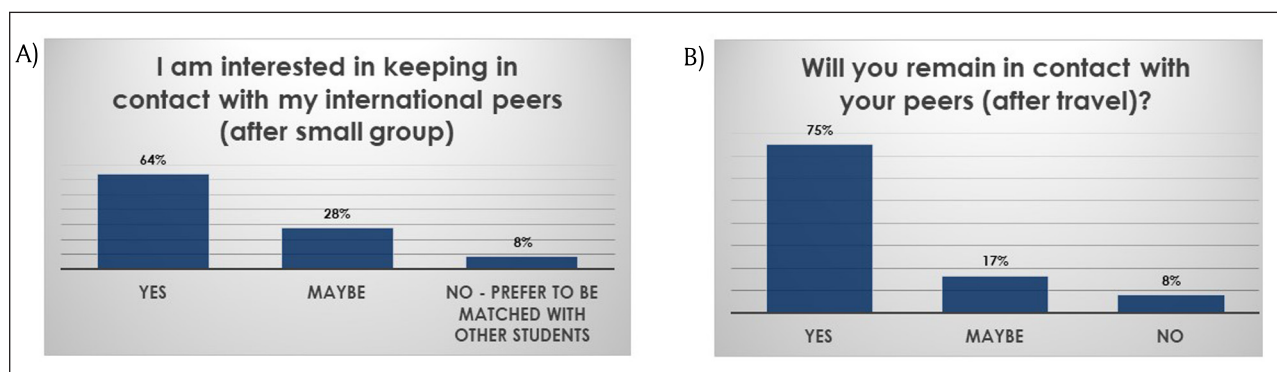 A)
I am interested in keeping in
contact with my international peers
(after small group)
64%
28%
8%
YES
MAYBE
NO - PREFER TO BE
MATCHED WITH
OTHER STUDENTS
B)
Will you remain in contact with
your peers (after travel)?
75%
17%
8%
YES
MAYBE
NO